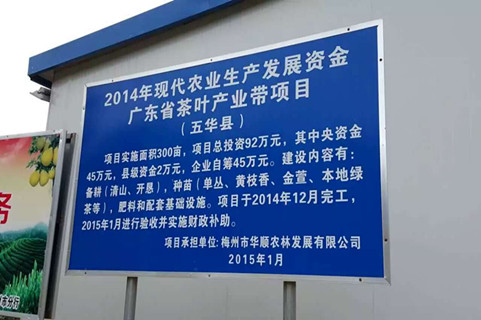 2014年现代农业生产发展资金
广东省茶叶产业带项目
（五华县）
项目实施面积300亩，项目总投资92万元，其中中央资金
45万元，县级资金2万元，企业自筹45万元。建设内容有：
备耕（清山、开恳），种苗（单丛、黄枝香、金萱、本地绿
茶等），肥料和配套基础设施。项目于2014年12月完工，
2015年1月进行验收并实施财政补助。
项目承担单位：梅州市华顺农林发展有限公司
2015年1月
务